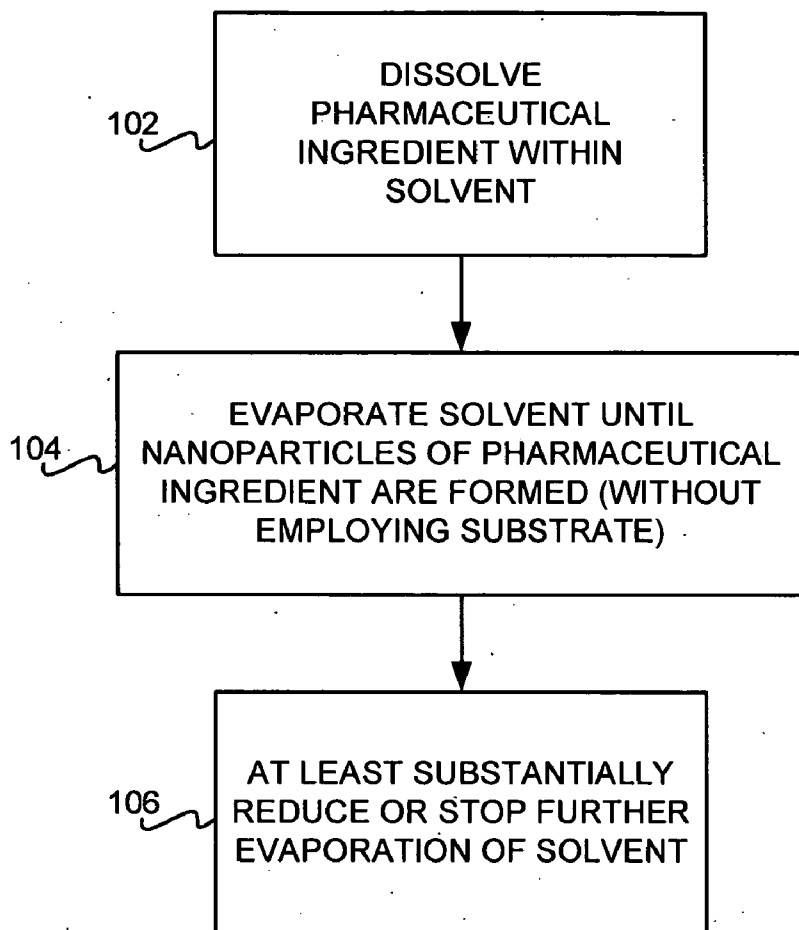 102
DISSOLVE
PHARMACEUTICAL
INGREDIENT WITHIN
SOLVENT
104
EVAPORATE SOLVENT UNTIL
NANOPARTICLES OF PHARMACEUTICAL
INGREDIENT ARE FORMED (WITHOUT
EMPLOYING SUBSTRATE)
106
AT LEAST SUBSTANTIALLY
REDUCE OR STOP FURTHER
EVAPORATION OF SOLVENT